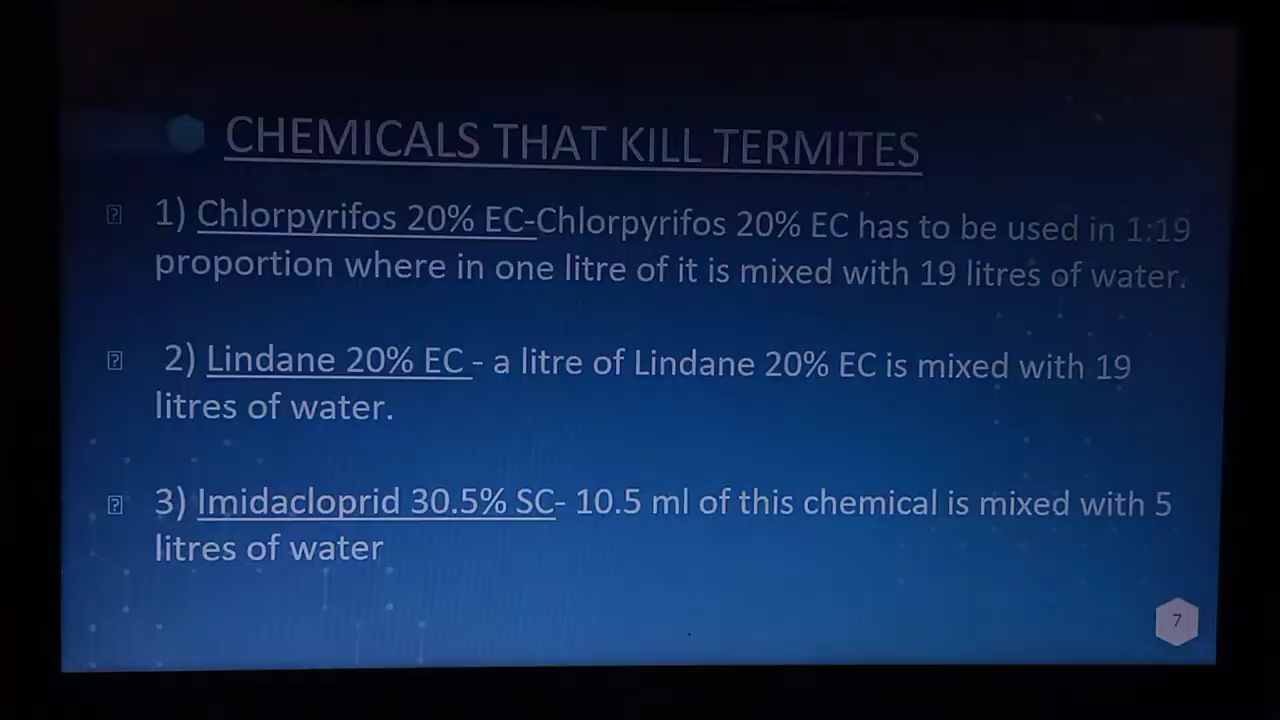 CHEMICALS THAT KILL TERMITES
1) Chlorpyrifos 20% EC-Chlorpyrifos 20% EC has to be used in 1:19
proportion where in one litre of it is mixed with 19 litres of water.
2) Lindane 20% EC - a litre of Lindane 20% EC is mixed with 19
litres of water.
3) Imidacloprid 30.5% SC- 10.5 ml of this chemical is mixed with 5
litres of water
7